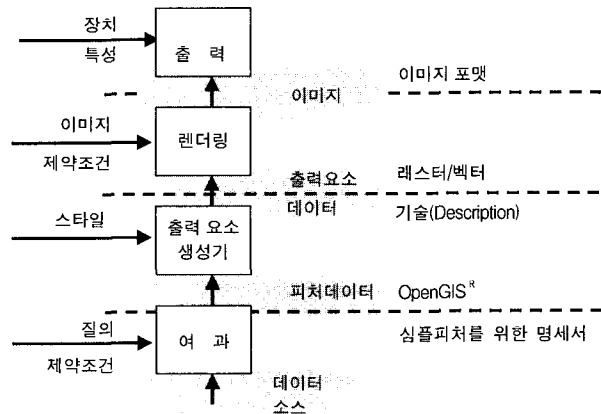 장치
특성
출 력
이미지 포맷
이미지
이미지
제약조건
렌더링
출력요소
데이터
래스터/벡터
기술(Description)
스타일
출력 요소
생성기
피처데이터
OpenGIS R
심플피처를 위한 명세서
질의
제약조건
여 과
데이터
소스